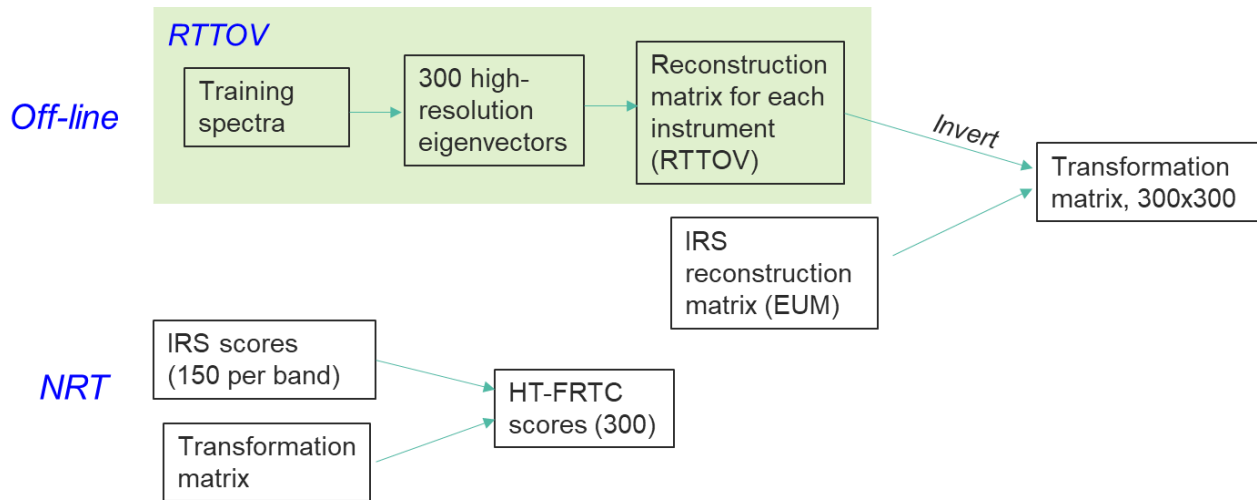 RTTOV
Off-line
Training
spectra
300 high-
resolution
eigenvectors
Reconstruction
matrix for each
instrument
(RTTOV)
Invert
Transformation
matrix, 300x300
IRS
reconstruction
matrix (EUM)
NRT
IRS scores
(150 per band)
Transformation
matrix
HT-FRTC
scores (300)